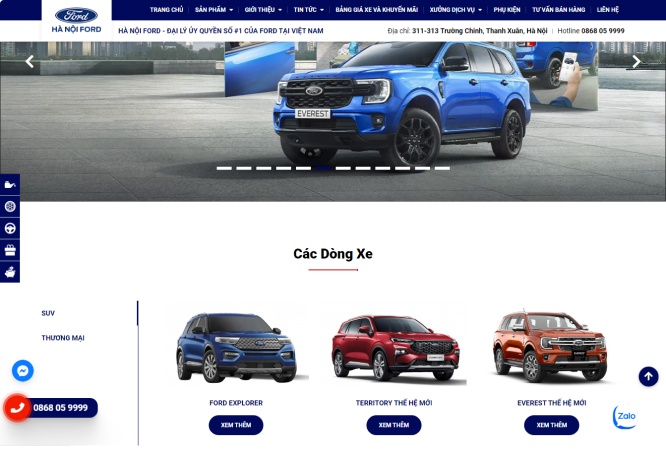 Ford
HÀ NỘI FORD
TRANG CHỦ SẢN PHẨM GIỚI THIỆU TIN TỨC BẢNG GIÁ XE VÀ KHUYẾN MÃI XƯỞNG DỊCH VỤ PHỤ KIỆN TƯ VẤN BÁN HÀNG LIÊN HỆ
HÀ NỘI FORD - ĐẠI LÝ ỦY QUYỀN SỐ #1 CỦA FORD TẠI VIỆT NAM
Địa chỉ: 311-313 Trường Chinh, Thanh Xuân, Hà Nội | Hotline 0868 05 9999
EVEREST
Các Dòng Xe
SUV
THƯƠNG MẠI
FORD EXPLORER
XEM THÊM
TERRITORY THẾ HỆ MỚI
XEM THÊM
EVEREST THẾ HỆ MỚI
XEM THÊM
0868 05 9999
Zalo